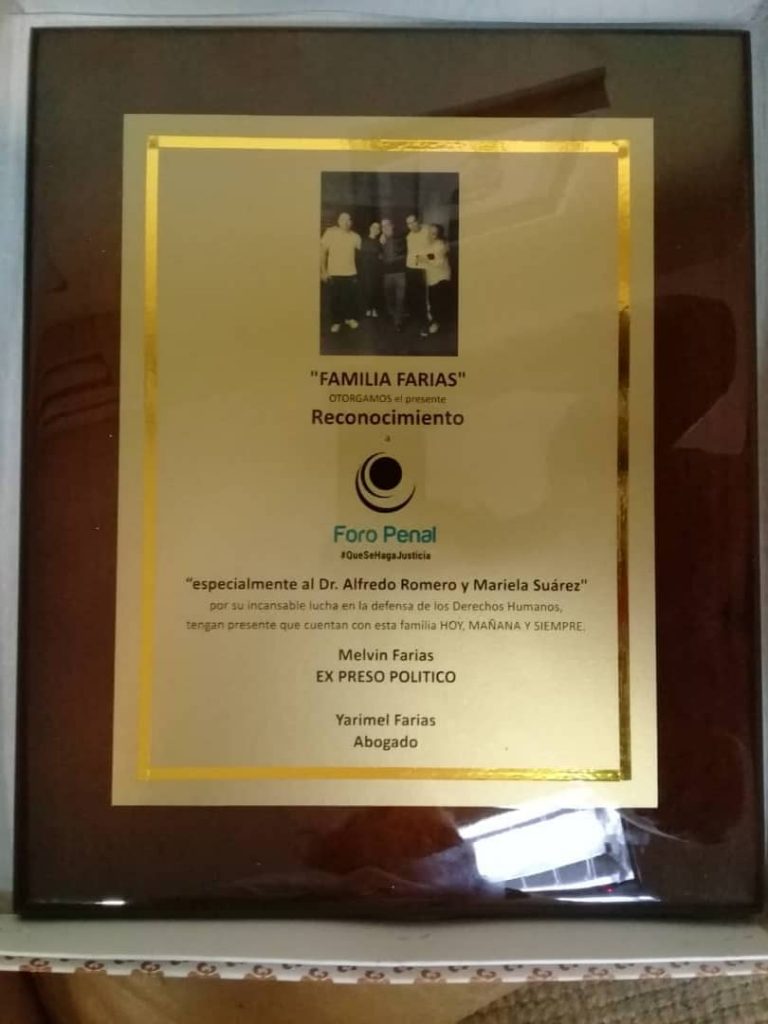 "FAMILIA FARIAS"
OTORGAMOS el presente
Reconocimiento
a
Foro Penal
#QueSeHagaJusticia
"especialmente al Dr. Alfredo Romero y Mariela Suárez"
por su incansable lucha en la defensa de los Derechos Humanos,
tengan presente que cuentan con esta familia HOY, MAÑANA Y SIEMPRE.
Melvin Farias
EX PRESO POLITICO
Yarimel Farias
Abogado